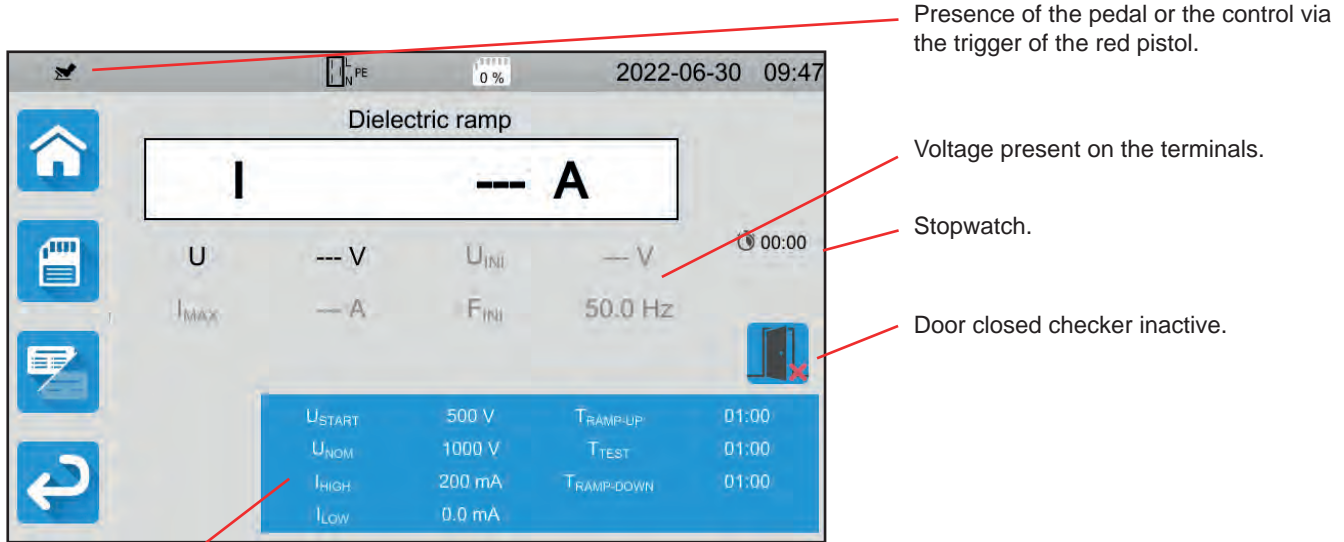 Presence of the pedal or the control via
the trigger of the red pistol.
L
N PE
0 %
2022-06-30 09:47
Dielectric ramp
I --- A
Voltage present on the terminals.
Stopwatch.
00:00
U --- V UINI --- V
IMAX --- A FINI 50.0 Hz
Door closed checker inactive.
USTART 500 V TRAMP-UP 01:00
UNOM 1000 V TTEST 01:00
IHIGH 200 mA TRAMP-DOWN 01:00
ILOW 0.0 mA